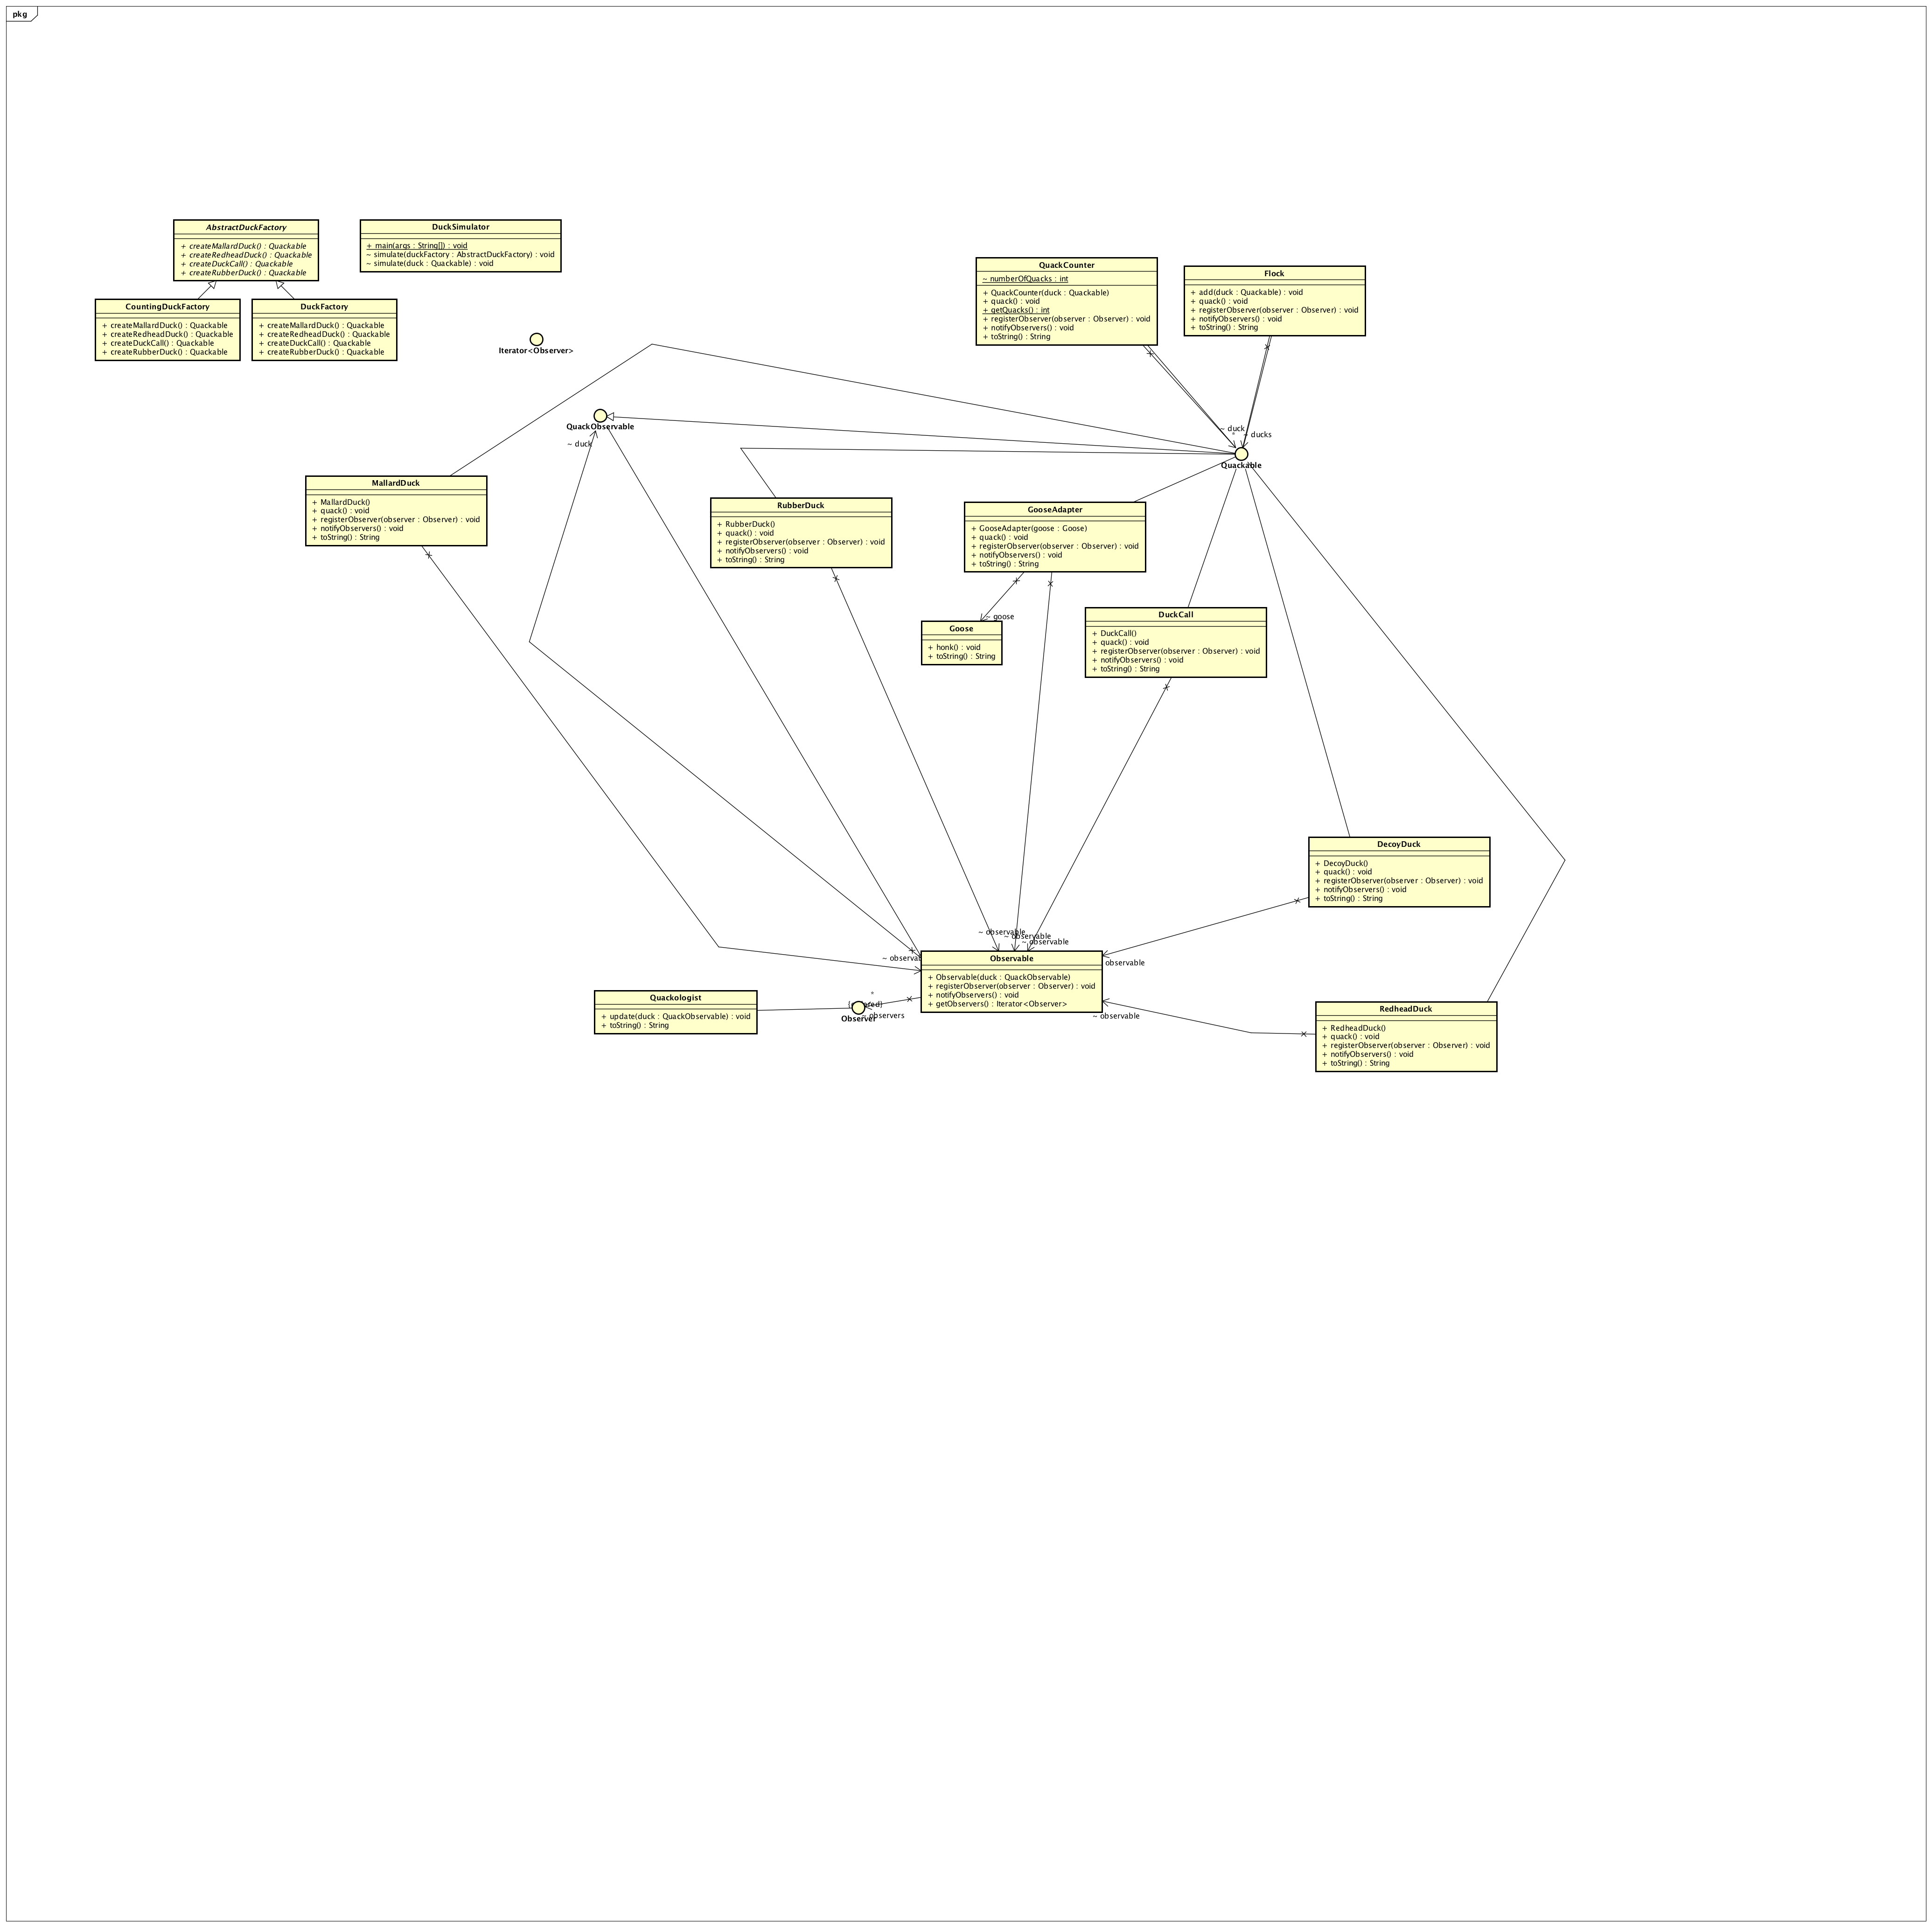 pkg
AbstractDuckFactory
+ createMallardDuck() : Quackable
+ createRedheadDuck() : Quackable
+ createDuckCall() : Quackable
+ createRubberDuck() : Quackable
DuckSimulator
+ main(args : String[]) : void
~ simulate(duckFactory : AbstractDuckFactory) : void
~ simulate(duck : Quackable) : void
CountingDuckFactory
+ createMallardDuck() : Quackable
+ createRedheadDuck() : Quackable
+ createDuckCall() : Quackable
+ createRubberDuck() : Quackable
DuckFactory
+ createMallardDuck() : Quackable
+ createRedheadDuck() : Quackable
+ createDuckCall() : Quackable
+ createRubberDuck() : Quackable
QuackCounter
~ numberOfQuacks : int
+ QuackCounter(duck : Quackable)
+ quack() : void
+ getQuacks() : int
+ registerObserver(observer : Observer) : void
+ notifyObservers() : void
+ toString() : String
Flock
+ add(duck : Quackable) : void
+ quack() : void
+ registerObserver(observer : Observer) : void
+ notifyObservers() : void
+ toString() : String
Iterator<Observer>
QuackObservable
~ duck
~ duck
*
~ ducks
Quackable
MallardDuck
+ MallardDuck()
+ quack() : void
+ registerObserver(observer : Observer) : void
+ notifyObservers() : void
+ toString() : String
RubberDuck
+ RubberDuck()
+ quack() : void
+ registerObserver(observer : Observer) : void
+ notifyObservers() : void
+ toString() : String
GooseAdapter
+ GooseAdapter(goose : Goose)
+ quack() : void
+ registerObserver(observer : Observer) : void
+ notifyObservers() : void
+ toString() : String
~ goose
Goose
+ honk() : void
+ toString() : String
DuckCall
+ DuckCall()
+ quack() : void
+ registerObserver(observer : Observer) : void
+ notifyObservers() : void
+ toString() : String
DecoyDuck
+ DecoyDuck()
+ quack() : void
+ registerObserver(observer : Observer) : void
+ notifyObservers() : void
+ toString() : String
~ observable
~ observable
~ observable
observable
Observable
+ Observable(duck : QuackObservable)
+ registerObserver(observer : Observer) : void
+ notifyObservers() : void
+ getObservers() : Iterator<Observer>
Quackologist
+ update(duck : QuackObservable) : void
+ toString() : String
*
~ observers
Observer
~ observable
RedheadDuck
+ RedheadDuck()
+ quack() : void
+ registerObserver(observer : Observer) : void
+ notifyObservers() : void
+ toString() : String